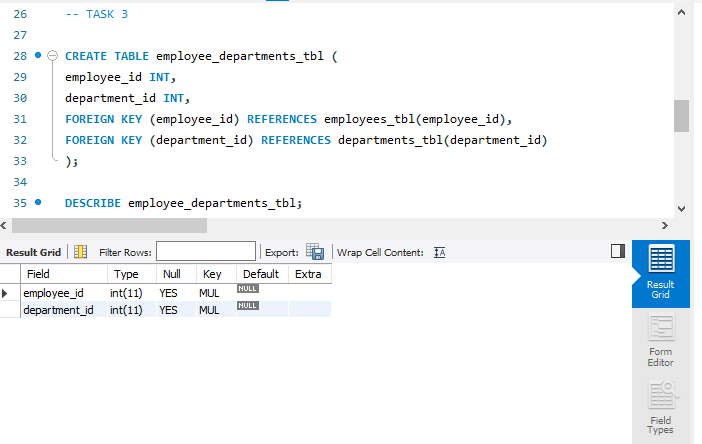 26 -- TASK 3
27
28 CREATE TABLE employee_departments_tbl (
29 employee_id INT,
30 department_id INT,
31 FOREIGN KEY (employee_id) REFERENCES employees_tbl(employee_id),
32 FOREIGN KEY (department_id) REFERENCES departments_tbl(department_id)
33 );
34
35 DESCRIBE employee_departments_tbl;
Result Grid Filter Rows: Export: Wrap Cell Content: IA
Field Type Null Key Default Extra
employee_id int(11) YES MUL NULL
department_id int(11) YES MUL NULL
Result
Grid
Form
Editor
Field
Types